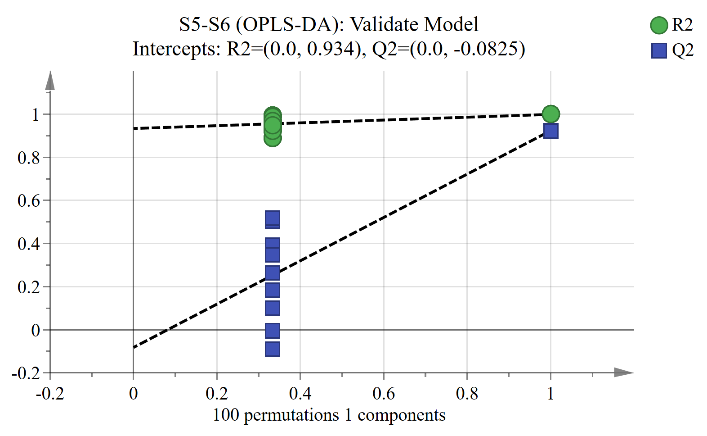 S5-S6 (OPLS-DA): Validate Model
Intercepts: R2=(0.0, 0.934), Q2=(0.0, -0.0825)
R2
Q2
1
0.8
0.6
0.4
0.2
0
-0.2
-0.2 0 0.2 0.4 0.6 0.8 1
100 permutations 1 components